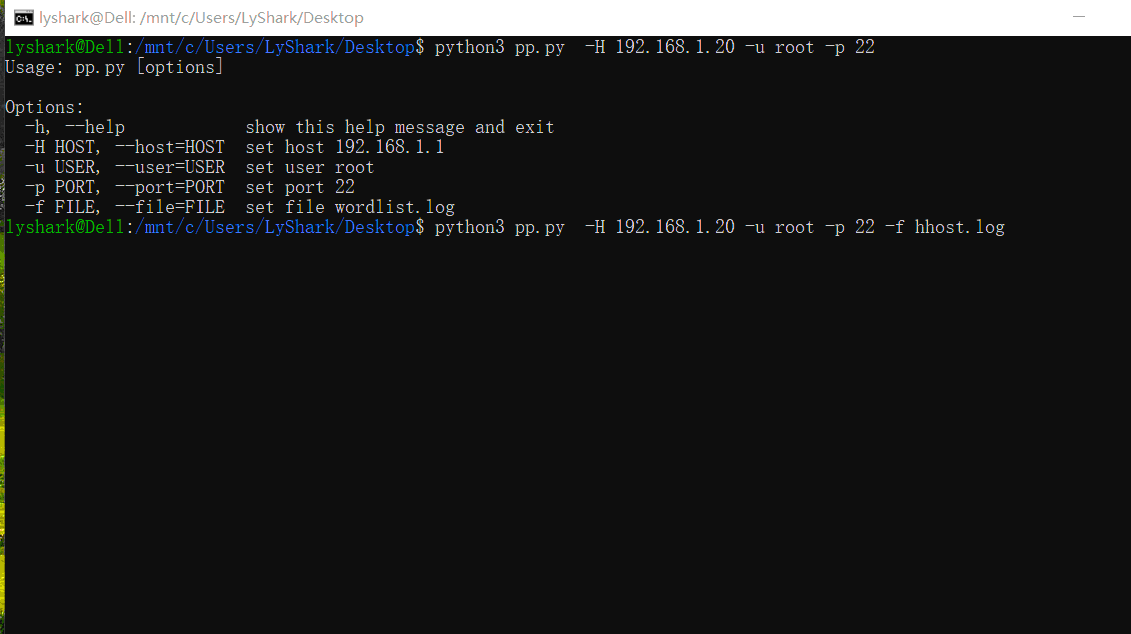 lyshark@Dell: /mnt/c/Users/LyShark/Desktop
lyshark@Dell:/mnt/c/Users/LyShark/Desktop$ python3 pp.py  -H 192.168.1.20 -u root -p 22
Usage: pp.py [options]
Options:
  -h, --help            show this help message and exit
  -H HOST, --host=HOST  set host 192.168.1.1
  -u USER, --user=USER  set user root
  -p PORT, --port=PORT  set port 22
  -f FILE, --file=FILE  set file wordlist.log
lyshark@Dell:/mnt/c/Users/LyShark/Desktop$ python3 pp.py  -H 192.168.1.20 -u root -p 22 -f hhost.log